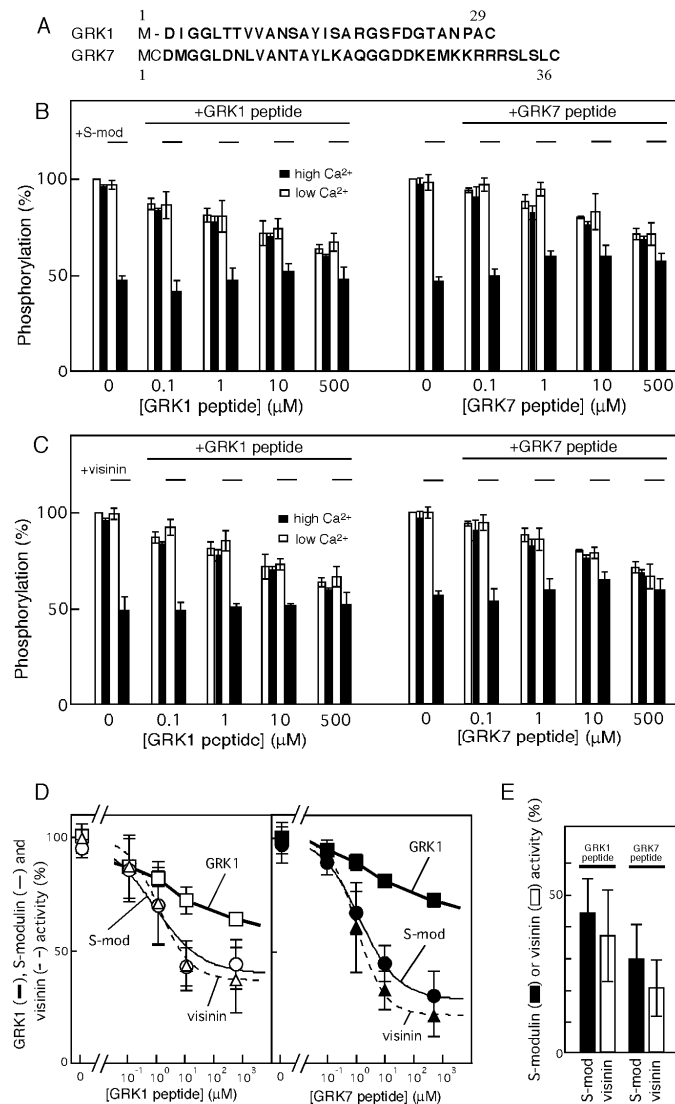 A
1 29
GRK1 M - DIGGLTTVVANSAYISARGSFDGTANPAC
GRK7 MCDMGGLDNLVANTAYLKAQGGDDKEMKKRRRSLSLC
1 36
B
+GRK1 peptide +GRK7 peptide
+S-mod
high Ca2+
low Ca2+
Phosphorylation (%)
100
50
0
0 0.1 1 10 500 0 0.1 1 10 500
[GRK1 peptide] (μM) [GRK7 peptide] (μM)
C
+GRK1 peptide +GRK7 peptide
+visinin
high Ca2+
low Ca2+
Phosphorylation (%)
100
50
0
0 0.1 1 10 500 0 0.1 1 10 500
[GRK1 pcptidc] (μM) [GRK7 peptide] (μM)
D
GRK1 (━), S-modulin (—) and
visinin (- -) activity (%)
100
50
0
GRK1
S-mod
visinin
GRK1
S-mod
visinin
0 10-1 100 101 102 103 0 10-1 100 101 102 103
[GRK1 peptide] (μM) [GRK7 peptide] (μM)
E
S-modulin (■) or visinin (□) activity (%)
GRK1 peptide
GRK7 peptide
50
0
S-mod visinin S-mod visinin